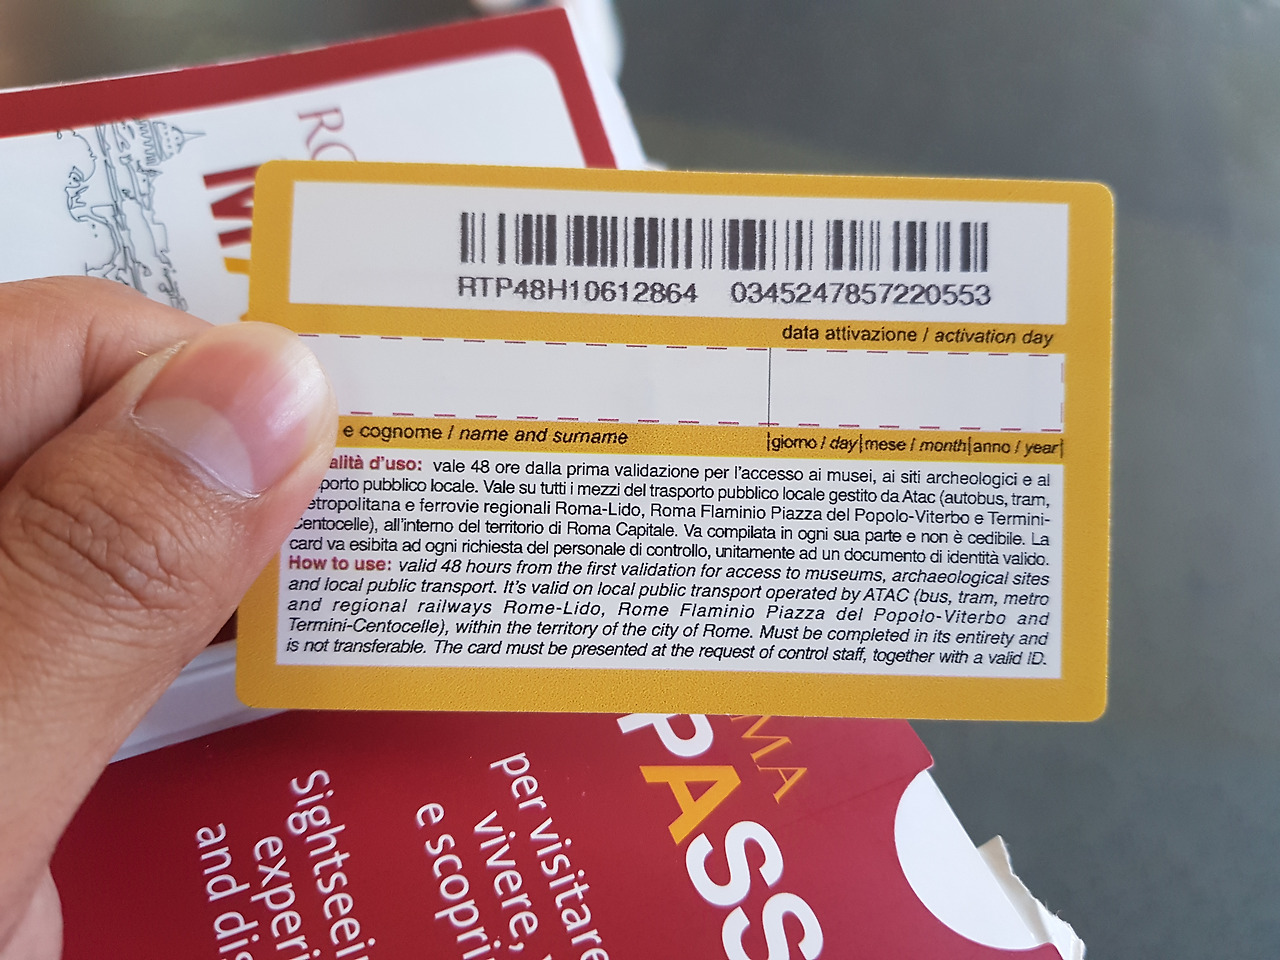 RTP48H10612864 0345247857220553
data attivazione / activation day
e cognome / name and surname
giorno / day|mese / month|anno / year
alità d'uso: vale 48 ore dalla prima validazione per l'accesso ai musei, ai siti archeologici e al
porto pubblico locale. Vale su tutti i mezzi del trasporto pubblico locale gestito da Atac (autobus, tram,
etropolitana e ferrovie regionali Roma-Lido, Roma Flaminio Piazza del Popolo-Viterbo e Termini-
Centocelle), all'interno del territorio di Roma Capitale. Va compilata in ogni sua parte e non è cedibile. La
card va esibita ad ogni richiesta del personale di controllo, unitamente ad un documento di identità valido.
How to use: valid 48 hours from the first validation for access to museums, archaeological sites
and local public transport. It's valid on local public transport operated by ATAC (bus, tram, metro
and regional railways Rome-Lido, Rome Flaminio Piazza del Popolo-Viterbo and
Termini-Centocelle), within the territory of the city of Rome. Must be completed in its entirety and
is not transferable. The card must be presented at the request of control staff, together with a valid ID.
MA
PASS
per visitare
vivere,
e scopri
Sightseei
experi
and dis